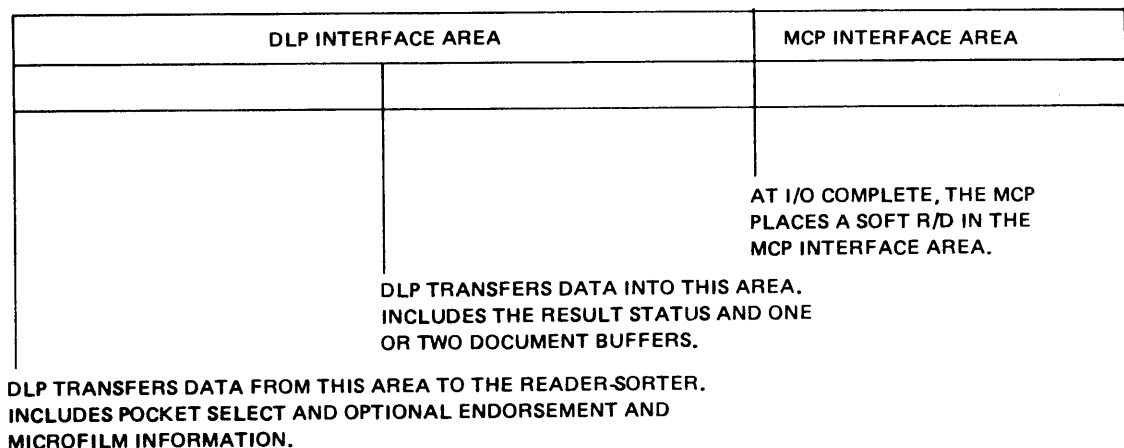 DLP INTERFACE AREA
MCP INTERFACE AREA
AT I/O COMPLETE, THE MCP
PLACES A SOFT R/D IN THE
MCP INTERFACE AREA.
DLP TRANSFERS DATA INTO THIS AREA.
INCLUDES THE RESULT STATUS AND ONE
OR TWO DOCUMENT BUFFERS.
DLP TRANSFERS DATA FROM THIS AREA TO THE READER-SORTER.
INCLUDES POCKET SELECT AND OPTIONAL ENDORSEMENT AND
MICROFILM INFORMATION.